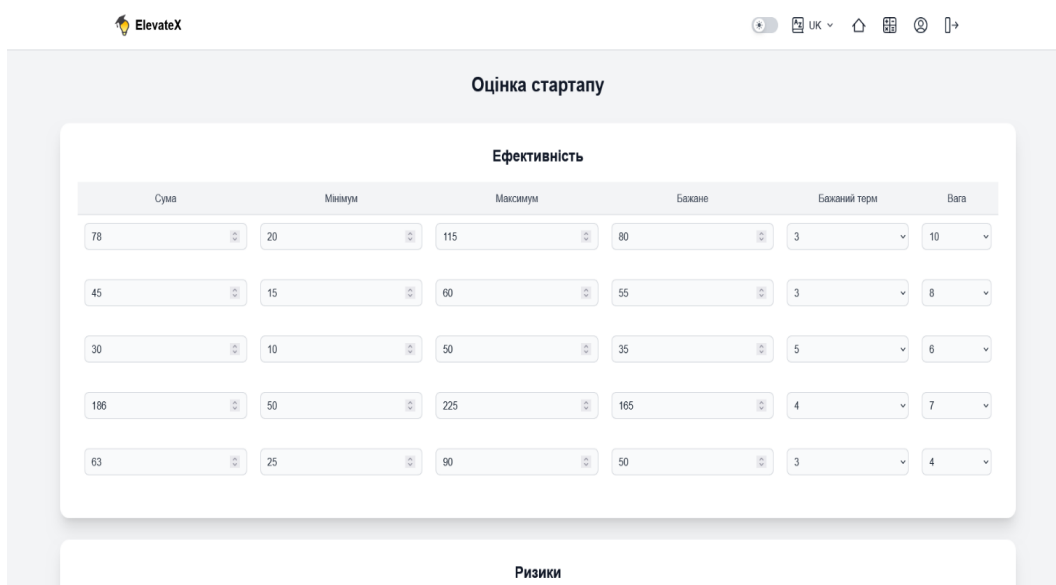 ElevateX UK
Оцінка стартапу
Ефективність
Сума Мінімум Максимум Бажане Бажаний терм Вага
78 20 115 80 3 10
45 15 60 55 3 8
30 10 50 35 5 6
186 50 225 165 4 7
63 25 90 50 3 4
Ризики